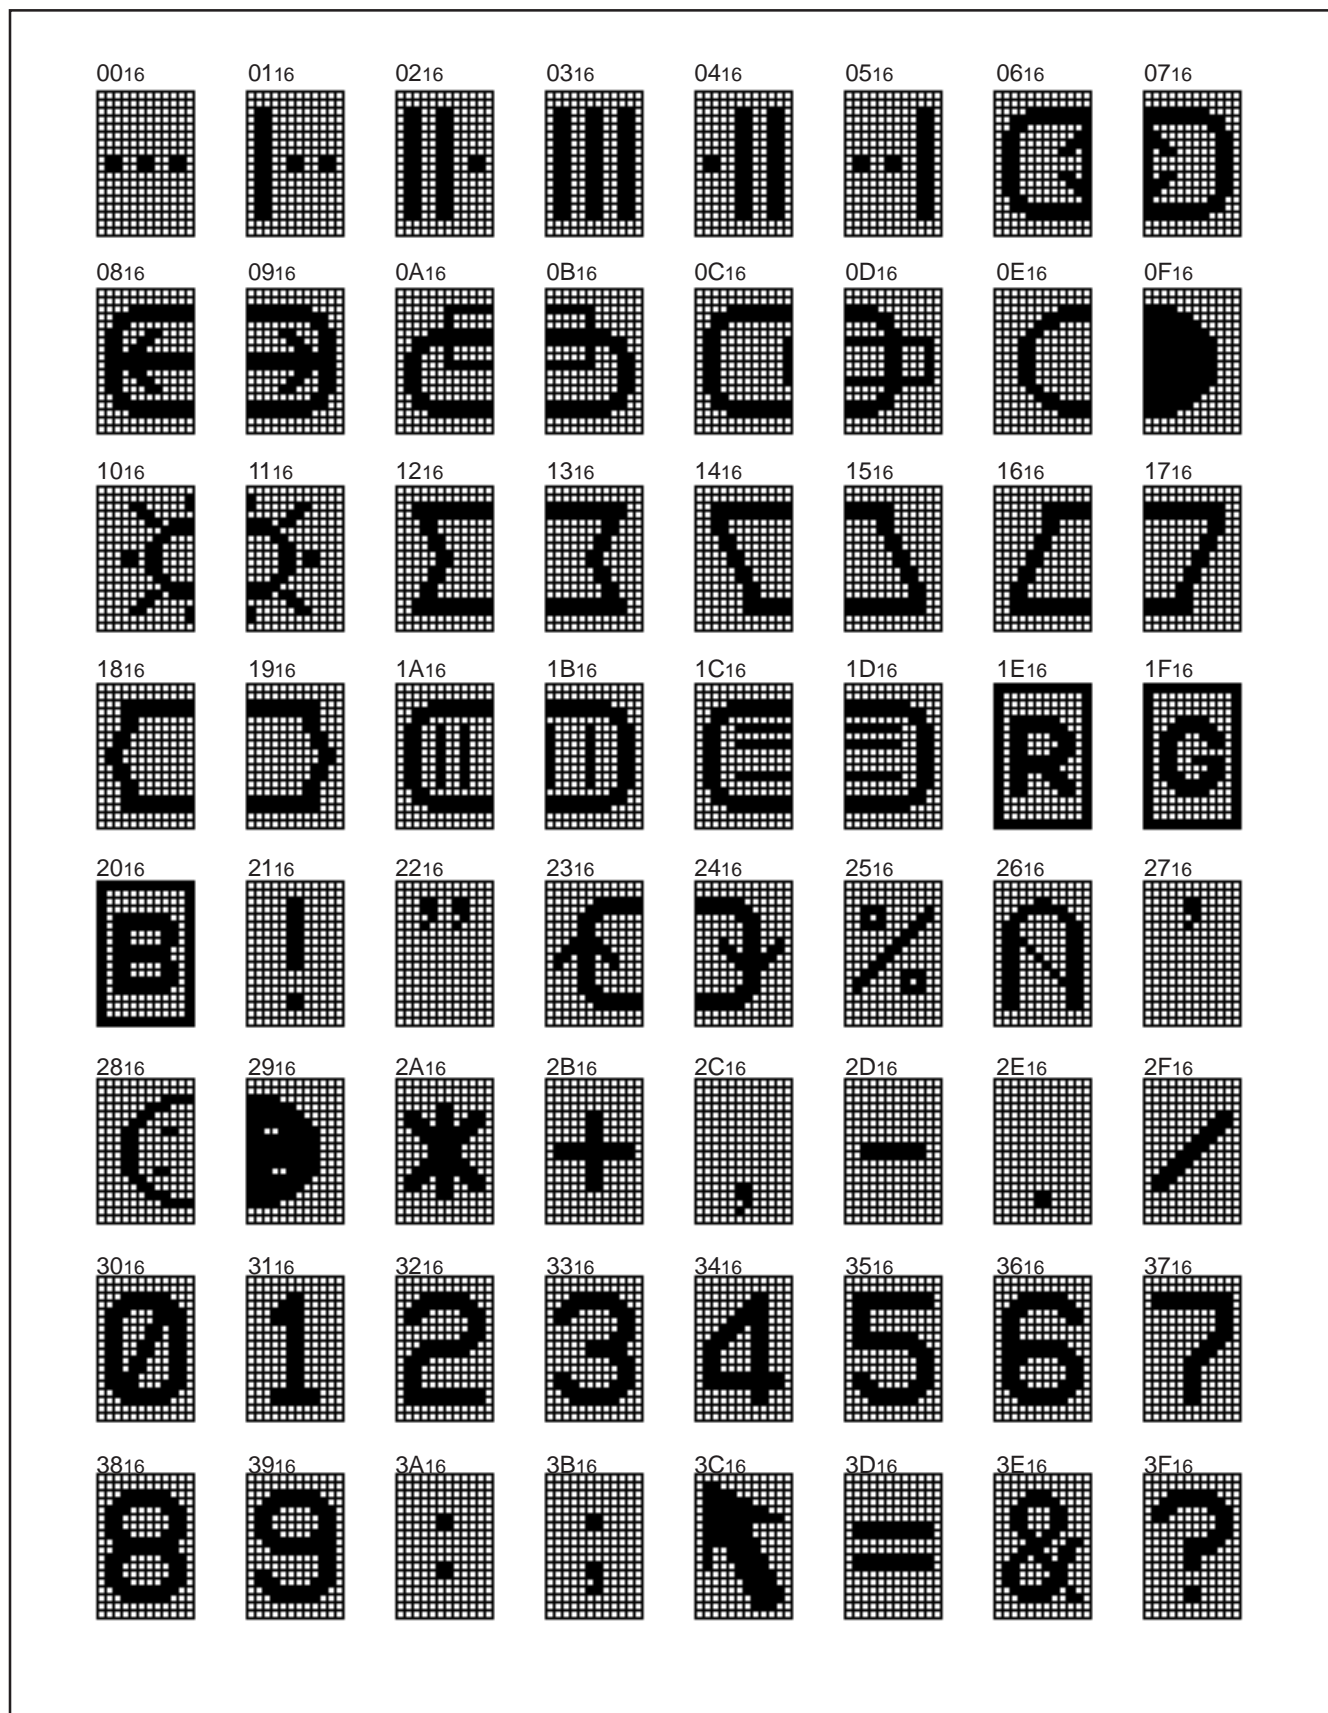 0016 0116 0216 0316 0416 0516 0616 0716
0816 0916 0A16 0B16 0C16 0D16 0E16 0F16
1016 1116 1216 1316 1416 1516 1616 1716
1816 1916 1A16 1B16 1C16 1D16 1E16 1F16
R G
2016 2116 2216 2316 2416 2516 2616 2716
B ! " % '
2816 2916 2A16 2B16 2C16 2D16 2E16 2F16
* + , - . /
3016 3116 3216 3316 3416 3516 3616 3716
0 1 2 3 4 5 6 7
3816 3916 3A16 3B16 3C16 3D16 3E16 3F16
8 9 : ; = & ?